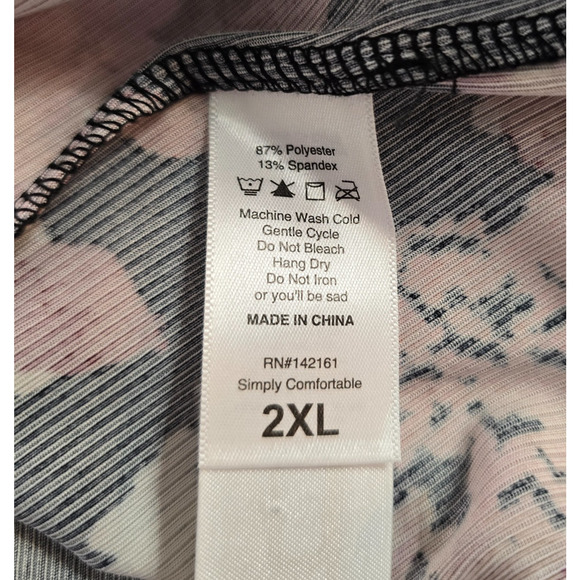 87% Polyester
13% Spandex
Machine Wash Cold
Gentle Cycle
Do Not Bleach
Hang Dry
Do Not Iron
or you'll be sad
MADE IN CHINA
RN#142161
Simply Comfortable
2XL